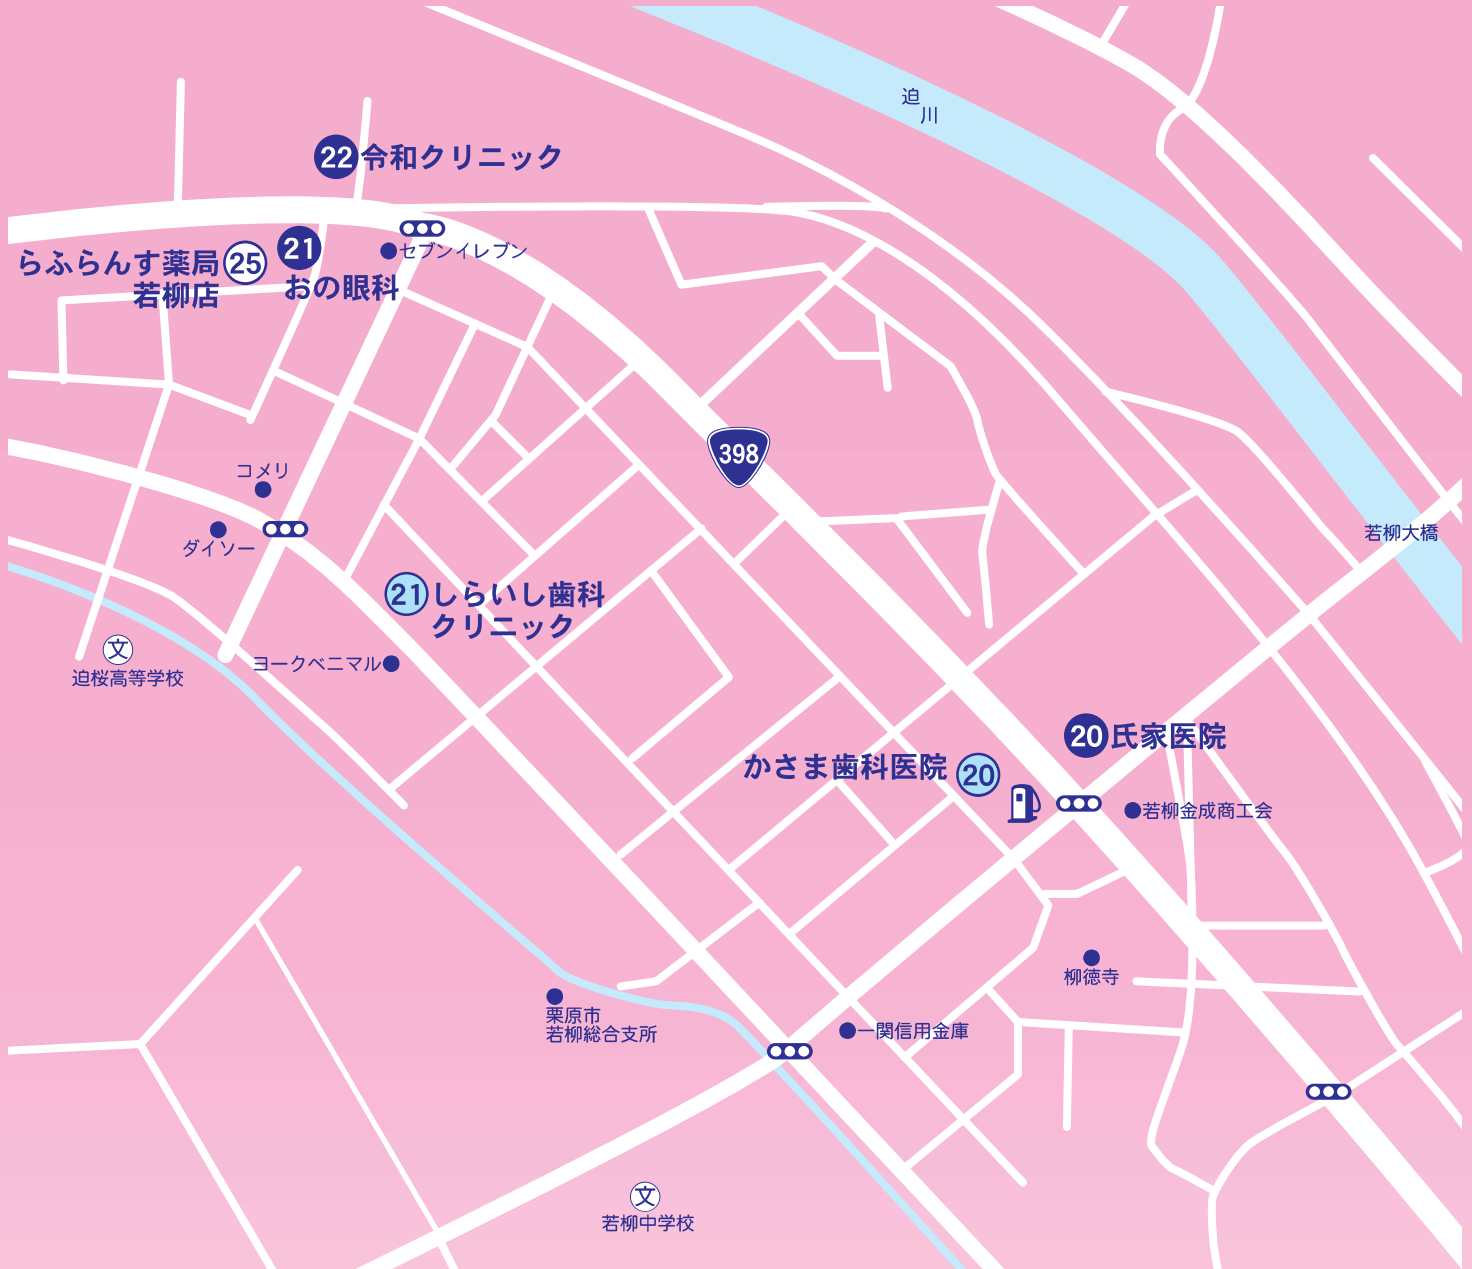 迫
川
22 令和クリニック
らふらんす薬局 25
若柳店
21
おの眼科
セブンイレブン
398
コメリ
ダイソー
若柳大橋
21 しらいし歯科
クリニック
文
迫桜高等学校
ヨークベニマル
20 氏家医院
かさま歯科医院 20
若柳金成商工会
柳徳寺
栗原市
若柳総合支所
一関信用金庫
文
若柳中学校